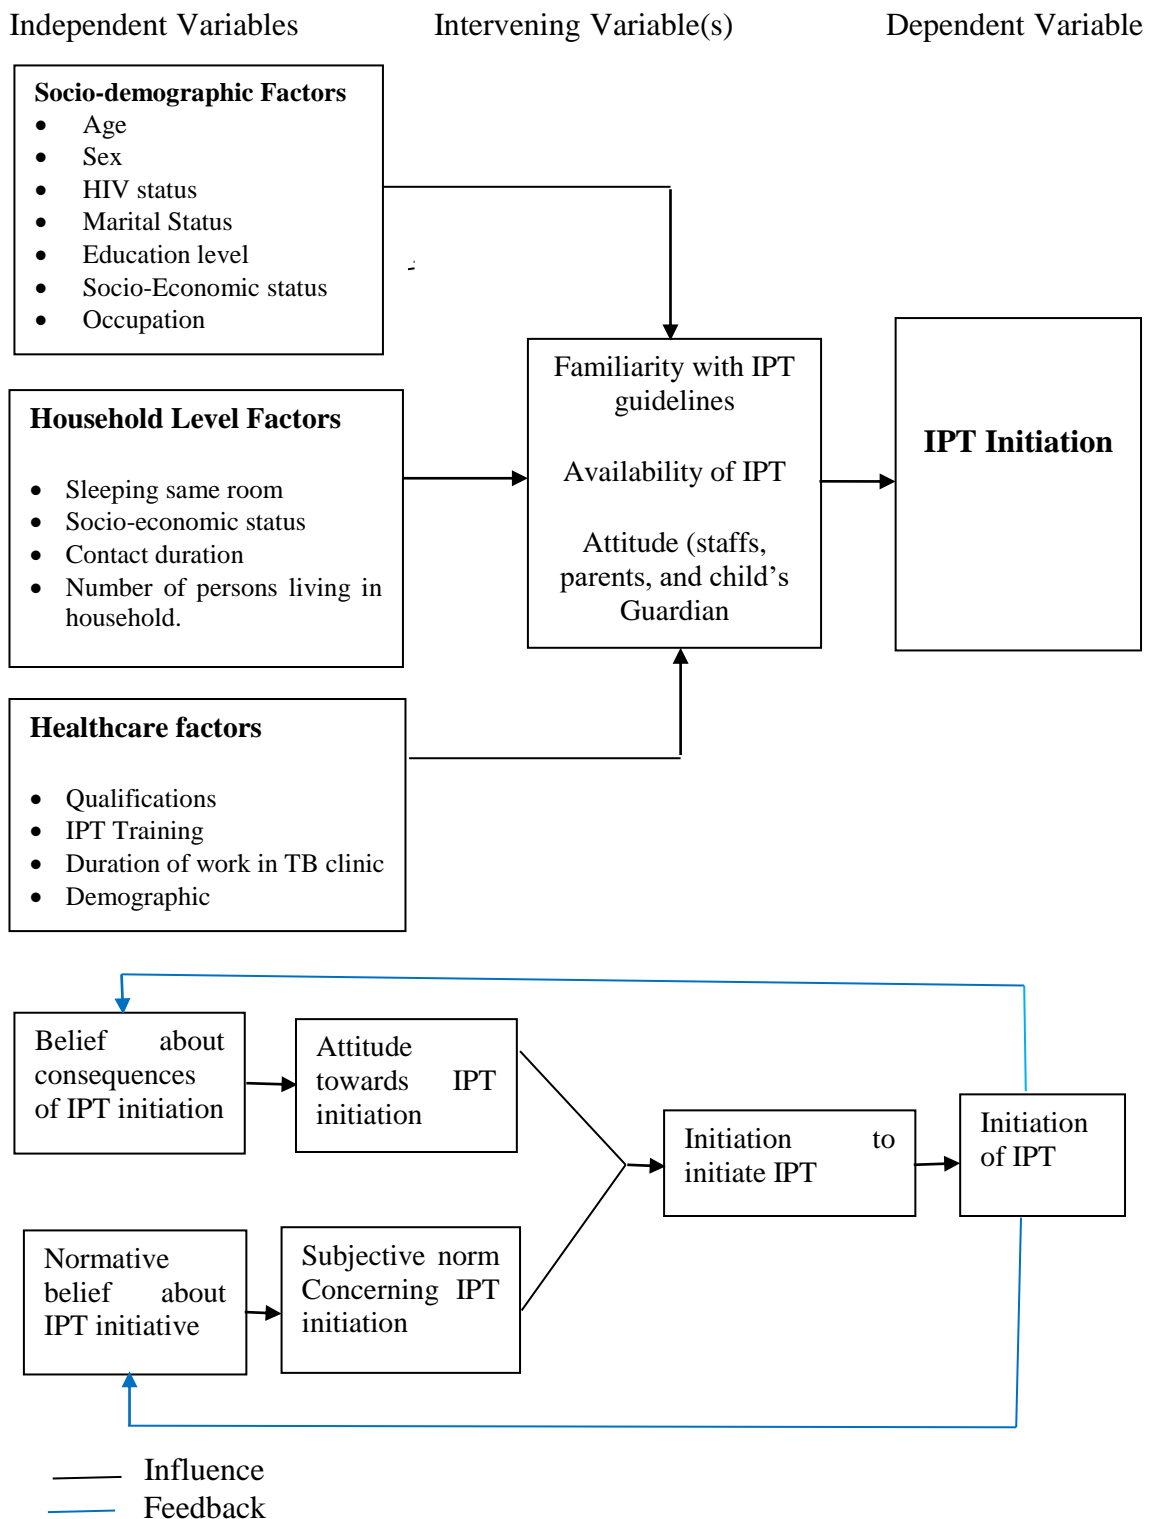 Independent Variables
Intervening Variable(s)
Dependent Variable
Socio-demographic Factors
• Age
• Sex
• HIV status
• Marital Status
• Education level
• Socio-Economic status
• Occupation
Household Level Factors
• Sleeping same room
• Socio-economic status
• Contact duration
• Number of persons living in
household.
Healthcare factors
• Qualifications
• IPT Training
• Duration of work in TB clinic
• Demographic
Familiarity with IPT
guidelines
Availability of IPT
Attitude (staffs,
parents, and child’s
Guardian
IPT Initiation
Belief about
consequences
of IPT initiation
Attitude
towards IPT
initiation
Normative
belief about
IPT initiative
Subjective norm
Concerning IPT
initiation
Initiation to
initiate IPT
Initiation
of IPT
Influence
Feedback